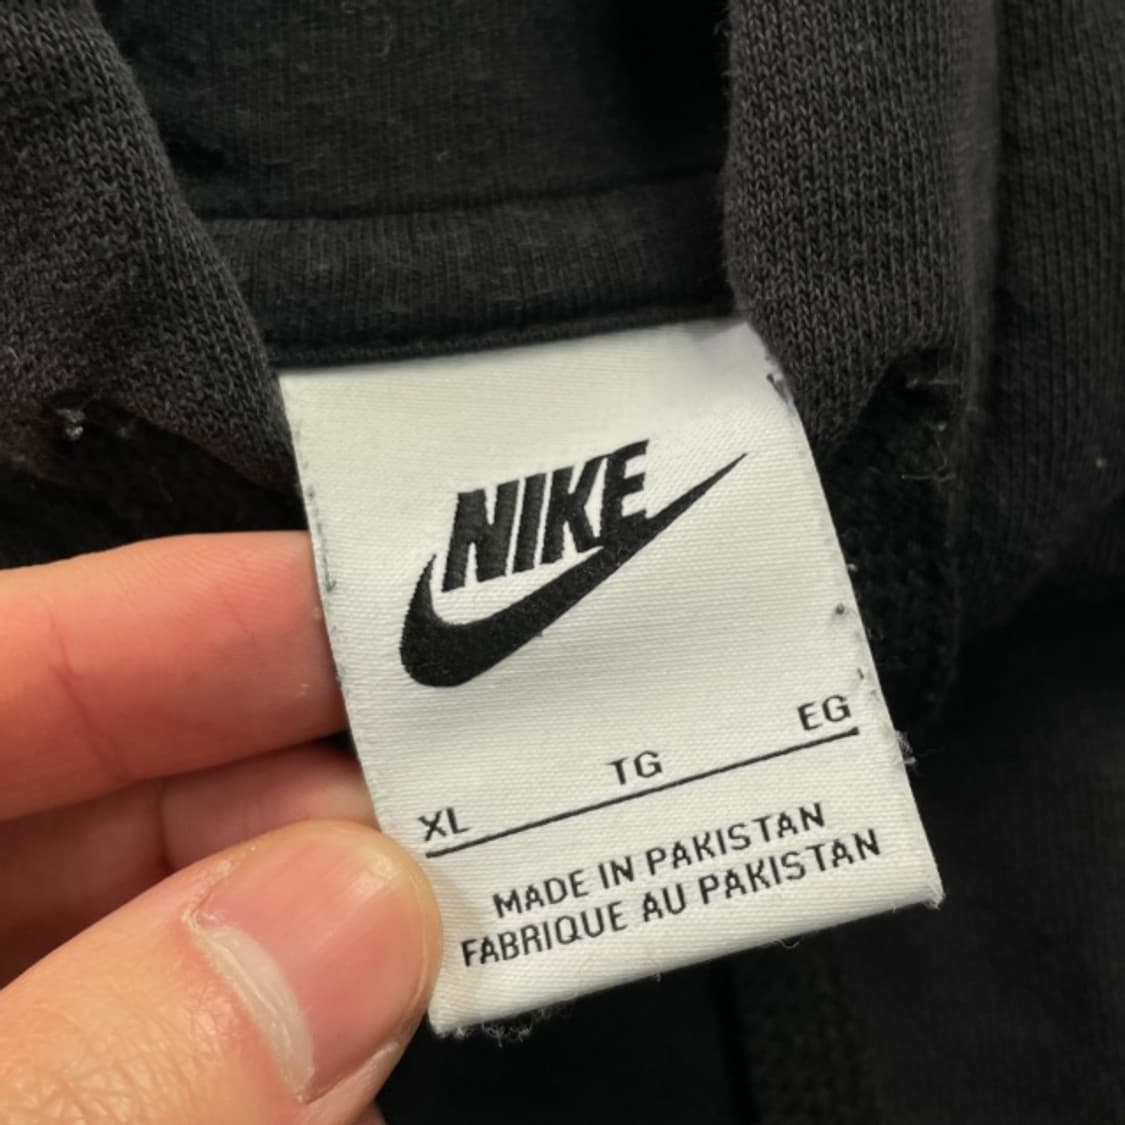 NIKE
XL TG EG
MADE IN PAKISTAN
FABRIQUE AU PAKISTAN